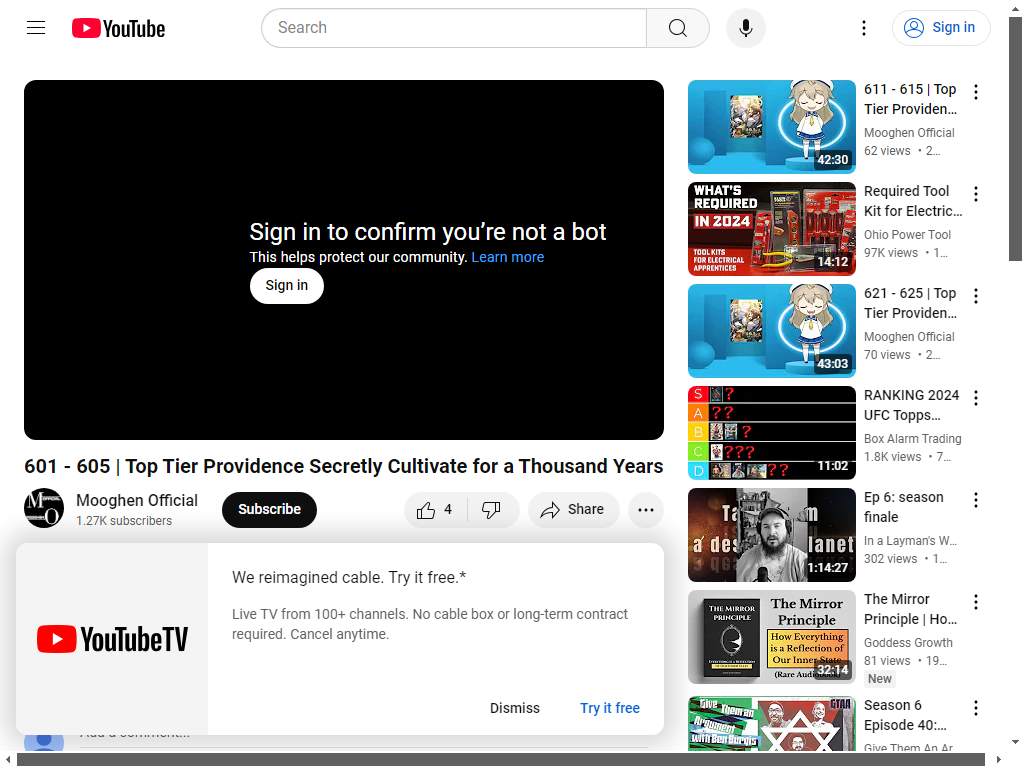 YouTube
Search
Sign in
Sign in to confirm you're not a bot
This helps protect our community. Learn more
Sign in
601 - 605 | Top Tier Providence Secretly Cultivate for a Thousand Years
Mooghen Official
1.27K subscribers
Subscribe
4
Share
We reimagined cable. Try it free.*
Live TV from 100+ channels. No cable box or long-term contract
required. Cancel anytime.
YouTubeTV
Dismiss
Try it free
Add a comment...
42:30
611 - 615 | Top
Tier Providen...
Mooghen Official
62 views • 2...
WHAT'S
REQUIRED
IN 2024
TOOL KITS
FOR ELECTRICAL
APPRENTICES
14:12
Required Tool
Kit for Electric...
Ohio Power Tool
97K views • 1...
43:03
621 - 625 | Top
Tier Providen...
Mooghen Official
70 views • 2...
S ?
A ??
B ?
C ???
D ??
11:02
RANKING 2024
UFC Topps...
Box Alarm Trading
1.8K views • 7...
1:14:27
Ep 6: season
finale
In a Layman's W...
302 views • 1...
THE MIRROR
PRINCIPLE
The Mirror
Principle
How Everything
is a Reflection of
Our Inner State
(Rare Audiobook)
32:14
The Mirror
Principle | Ho...
Goddess Growth
81 views • 19...
New
Give Them an
Argument
with Ben Burgis
GTAA
Season 6
Episode 40:...
Give Them An Ar...